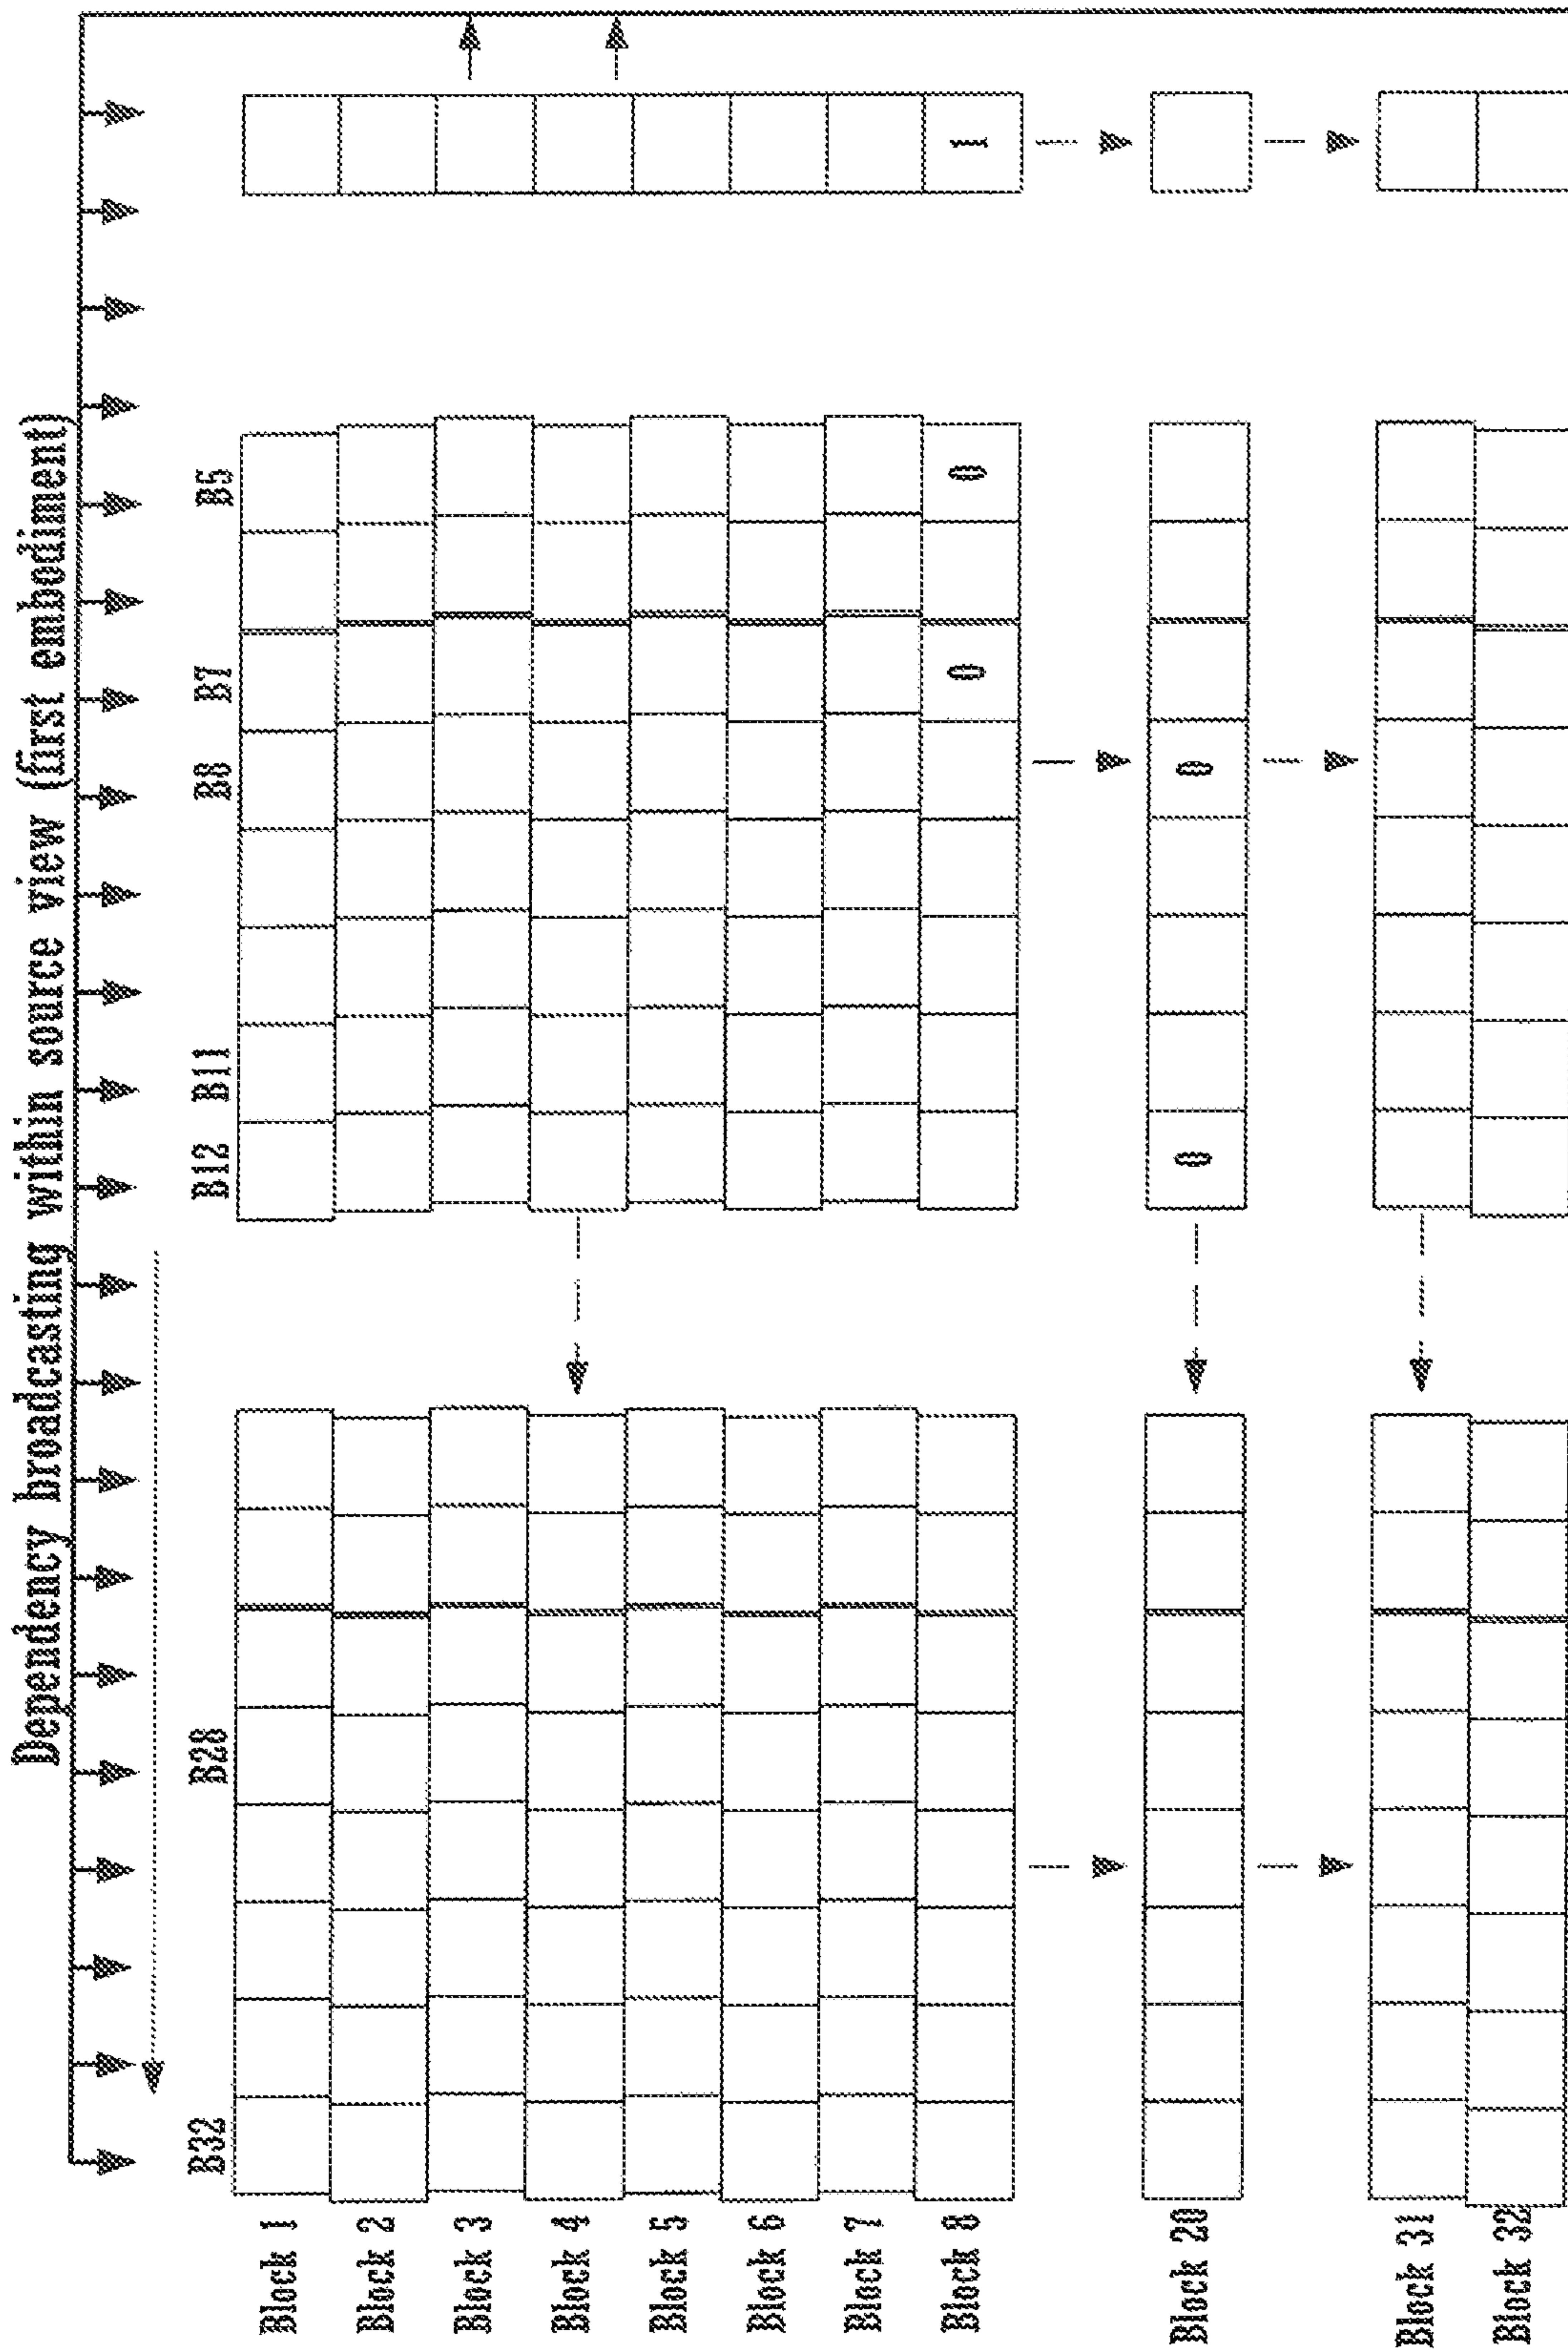 Dependency broadcasting within source view (first embodiment)
B32 B28 B12 B11 B8 B7 B5
Block 1
Block 2
Block 3
Block 4
Block 5
Block 6
Block 7
Block 8 0 0 1
Block 20 0 0
Block 31
Block 32